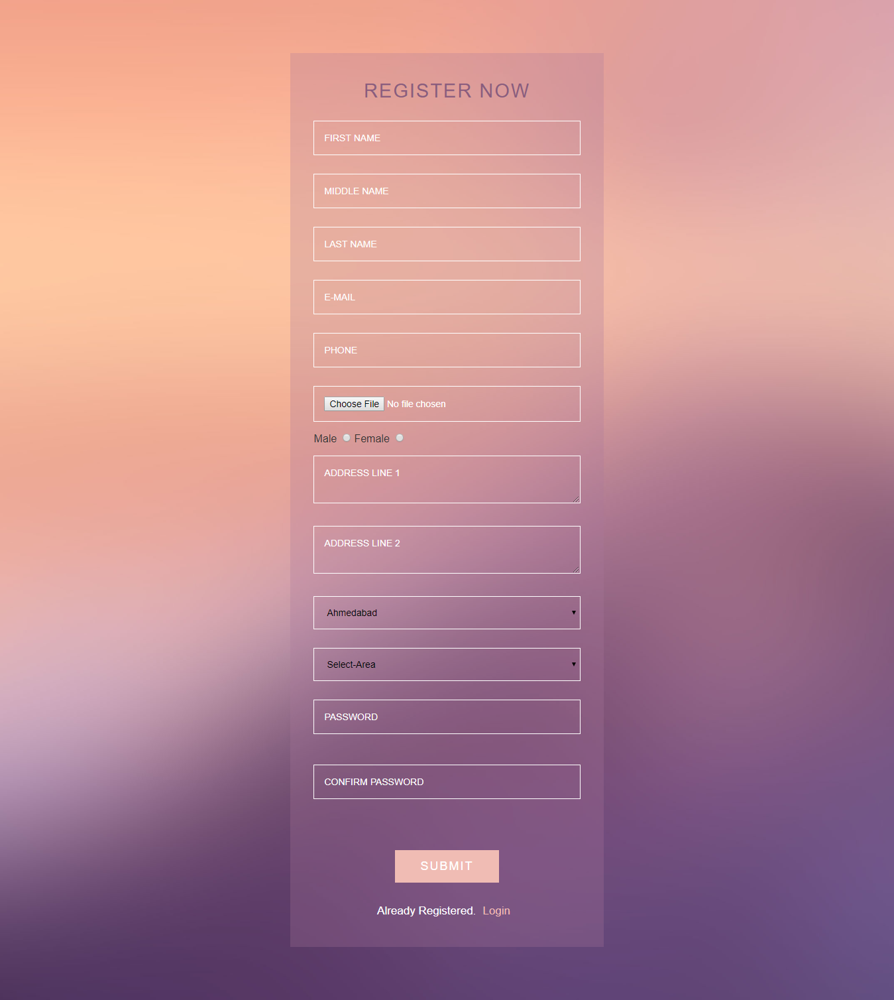 REGISTER NOW
FIRST NAME
MIDDLE NAME
LAST NAME
E-MAIL
PHONE
Choose File No file chosen
Male Female
ADDRESS LINE 1
ADDRESS LINE 2
Ahmedabad
Select-Area
PASSWORD
CONFIRM PASSWORD
SUBMIT
Already Registered. Login